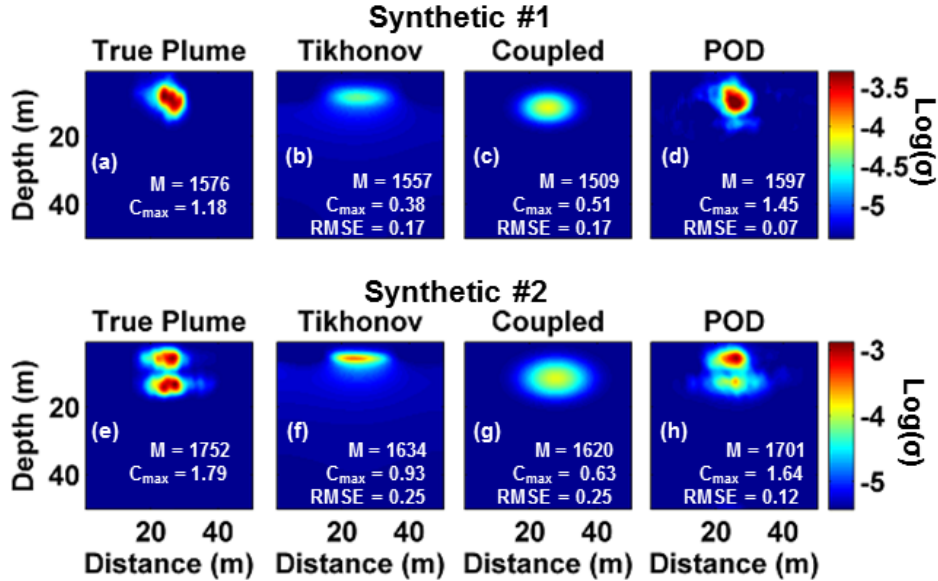 Synthetic #1
True Plume Tikhonov Coupled POD
Depth (m)
20
40
(a)
M = 1576
Cmax = 1.18
(b)
M = 1557
Cmax = 0.38
RMSE = 0.17
(c)
M = 1509
Cmax = 0.51
RMSE = 0.17
(d)
M = 1597
Cmax = 1.45
RMSE = 0.07
-3.5
-4
-4.5
-5
Log(σ)
Synthetic #2
True Plume Tikhonov Coupled POD
Depth (m)
20
40
(e)
M = 1752
Cmax = 1.79
(f)
M = 1634
Cmax = 0.93
RMSE = 0.25
(g)
M = 1620
Cmax = 0.63
RMSE = 0.25
(h)
M = 1701
Cmax = 1.64
RMSE = 0.12
-3
-4
-5
Log(σ)
20 40 20 40 20 40 20 40
Distance (m) Distance (m) Distance (m) Distance (m)